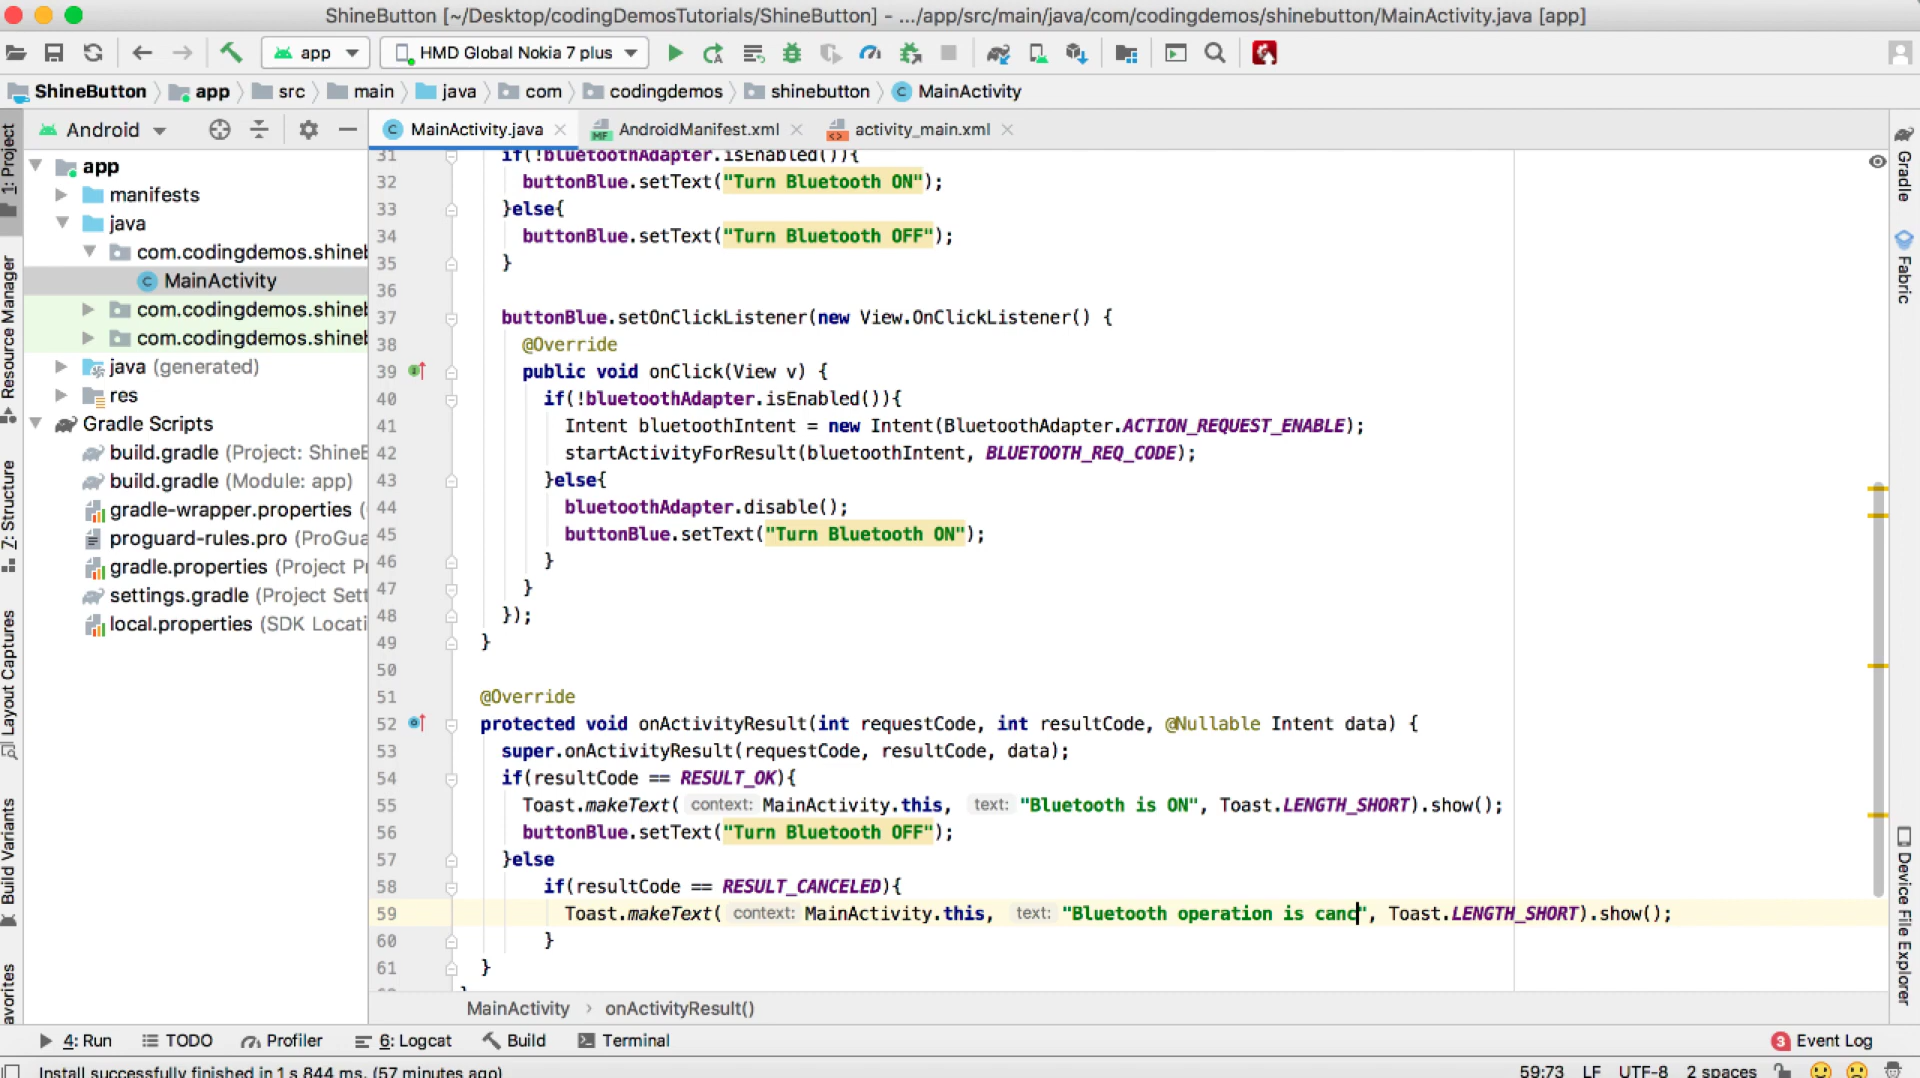 ShineButton [~/Desktop/codingDemosTutorials/ShineButton] - .../app/src/main/java/com/codingdemos/shinebutton/MainActivity.java [app]
app HMD Global Nokia 7 plus
ShineButton app src main java com codingdemos shinebutton MainActivity
Android
MainActivity.java AndroidManifest.xml activity_main.xml
app
manifests
java
com.codingdemos.shineb
MainActivity
com.codingdemos.shineb
com.codingdemos.shineb
java (generated)
res
Gradle Scripts
build.gradle (Project: ShineB
build.gradle (Module: app)
gradle-wrapper.properties (
proguard-rules.pro (ProGua
gradle.properties (Project Pr
settings.gradle (Project Sett
local.properties (SDK Locati
1: Project
Resource Manager
Z: Structure
Layout Captures
Build Variants
avorites
31 if(!bluetoothAdapter.isEnabled()){
32 buttonBlue.setText("Turn Bluetooth ON");
33 }else{
34 buttonBlue.setText("Turn Bluetooth OFF");
35 }
36
37 buttonBlue.setOnClickListener(new View.OnClickListener() {
38 @Override
39 public void onClick(View v) {
40 if(!bluetoothAdapter.isEnabled()){
41 Intent bluetoothIntent = new Intent(BluetoothAdapter.ACTION_REQUEST_ENABLE);
42 startActivityForResult(bluetoothIntent, BLUETOOTH_REQ_CODE);
43 }else{
44 bluetoothAdapter.disable();
45 buttonBlue.setText("Turn Bluetooth ON");
46 }
47 }
48 });
49 }
50
51 @Override
52 protected void onActivityResult(int requestCode, int resultCode, @Nullable Intent data) {
53 super.onActivityResult(requestCode, resultCode, data);
54 if(resultCode == RESULT_OK){
55 Toast.makeText( context: MainActivity.this, text: "Bluetooth is ON", Toast.LENGTH_SHORT).show();
56 buttonBlue.setText("Turn Bluetooth OFF");
57 }else
58 if(resultCode == RESULT_CANCELED){
59 Toast.makeText( context: MainActivity.this, text: "Bluetooth operation is canc", Toast.LENGTH_SHORT).show();
60 }
61 }
Gradle
Fabric
Device File Explorer
MainActivity › onActivityResult()
4: Run TODO Profiler 6: Logcat Build Terminal 3 Event Log
Install successfully finished in 1 s 844 ms. (57 minutes ago) 59:73 LF UTF-8 2 spaces